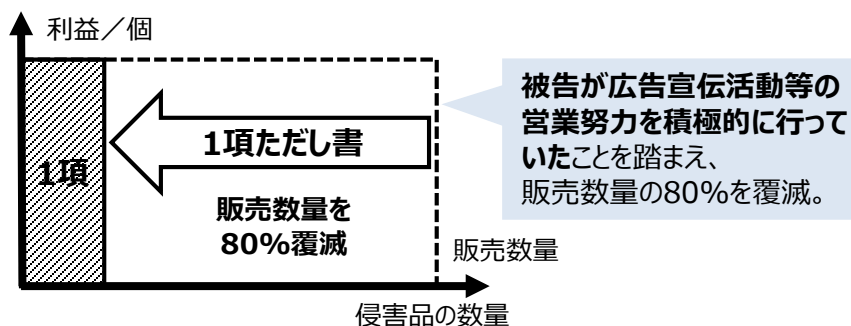 利益／個
被告が広告宣伝活動等の
営業努力を積極的に行って
いたことを踏まえ、
販売数量の80％を覆減。
1項ただし書
1項
販売数量を
80%覆減
販売数量
侵害品の数量